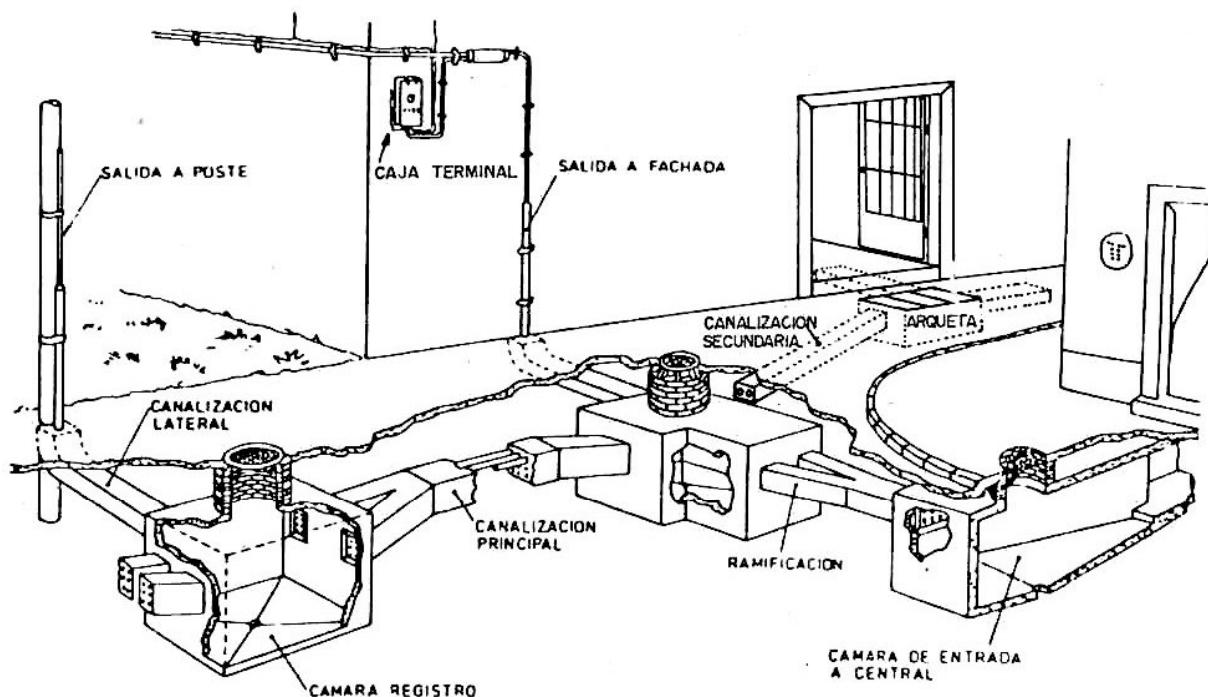 SALIDA A POSTE
CAJA TERMINAL
SALIDA A FACHADA
CANALIZACION
SECUNDARIA
ARQUETA
CANALIZACION
LATERAL
CANALIZACION
PRINCIPAL
RAMIFICACION
CAMARA REGISTRO
CAMARA DE ENTRADA
A CENTRAL